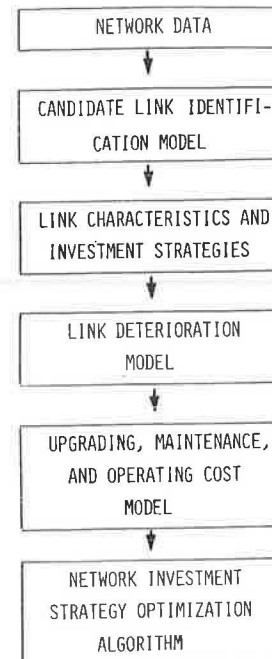 NETWORK DATA
CANDIDATE LINK IDENTIFI-
CATION MODEL
LINK CHARACTERISTICS AND
INVESTMENT STRATEGIES
LINK DETERIORATION
MODEL
UPGRADING, MAINTENANCE,
AND OPERATING COST
MODEL
NETWORK INVESTMENT
STRATEGY OPTIMIZATION
ALGORITHM